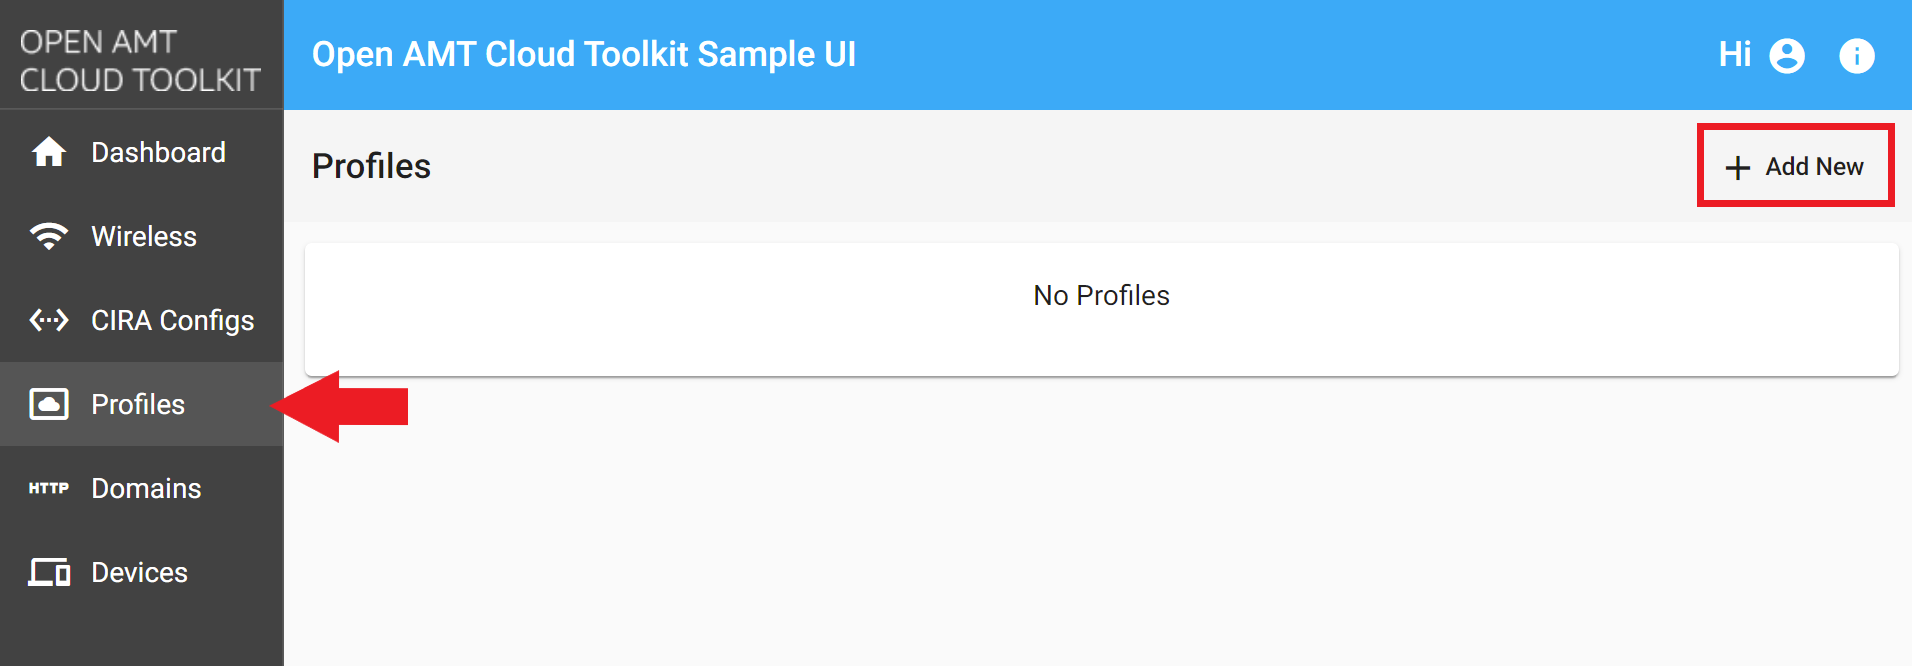 OPEN AMT
CLOUD TOOLKIT
Open AMT Cloud Toolkit Sample UI
Hi
Dashboard
Wireless
CIRA Configs
Profiles
HTTP Domains
Devices
Profiles
Add New
No Profiles